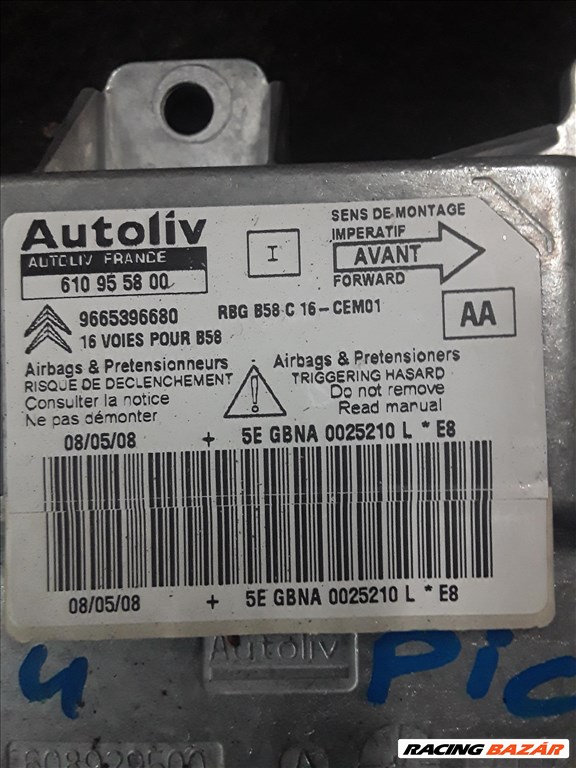 Autoliv
AUTOLIV FRANCE
610 95 58 00
I
SENS DE MONTAGE
IMPERATIF
AVANT
FORWARD
9665396680
RBG B58 C 16-CEM01
AA
16 VOIES POUR B58
Airbags & Pretensionneurs
RISQUE DE DECLENCHEMENT
Consulter la notice
Ne pas démonter
!
Airbags & Pretensioners
TRIGGERING HASARD
Do not remove
Read manual
08/05/08 + 5E GBNA 0025210 L * E8
08/05/08 + 5E GBNA 0025210 L * E8
Autoliv
RACING BAZÁR